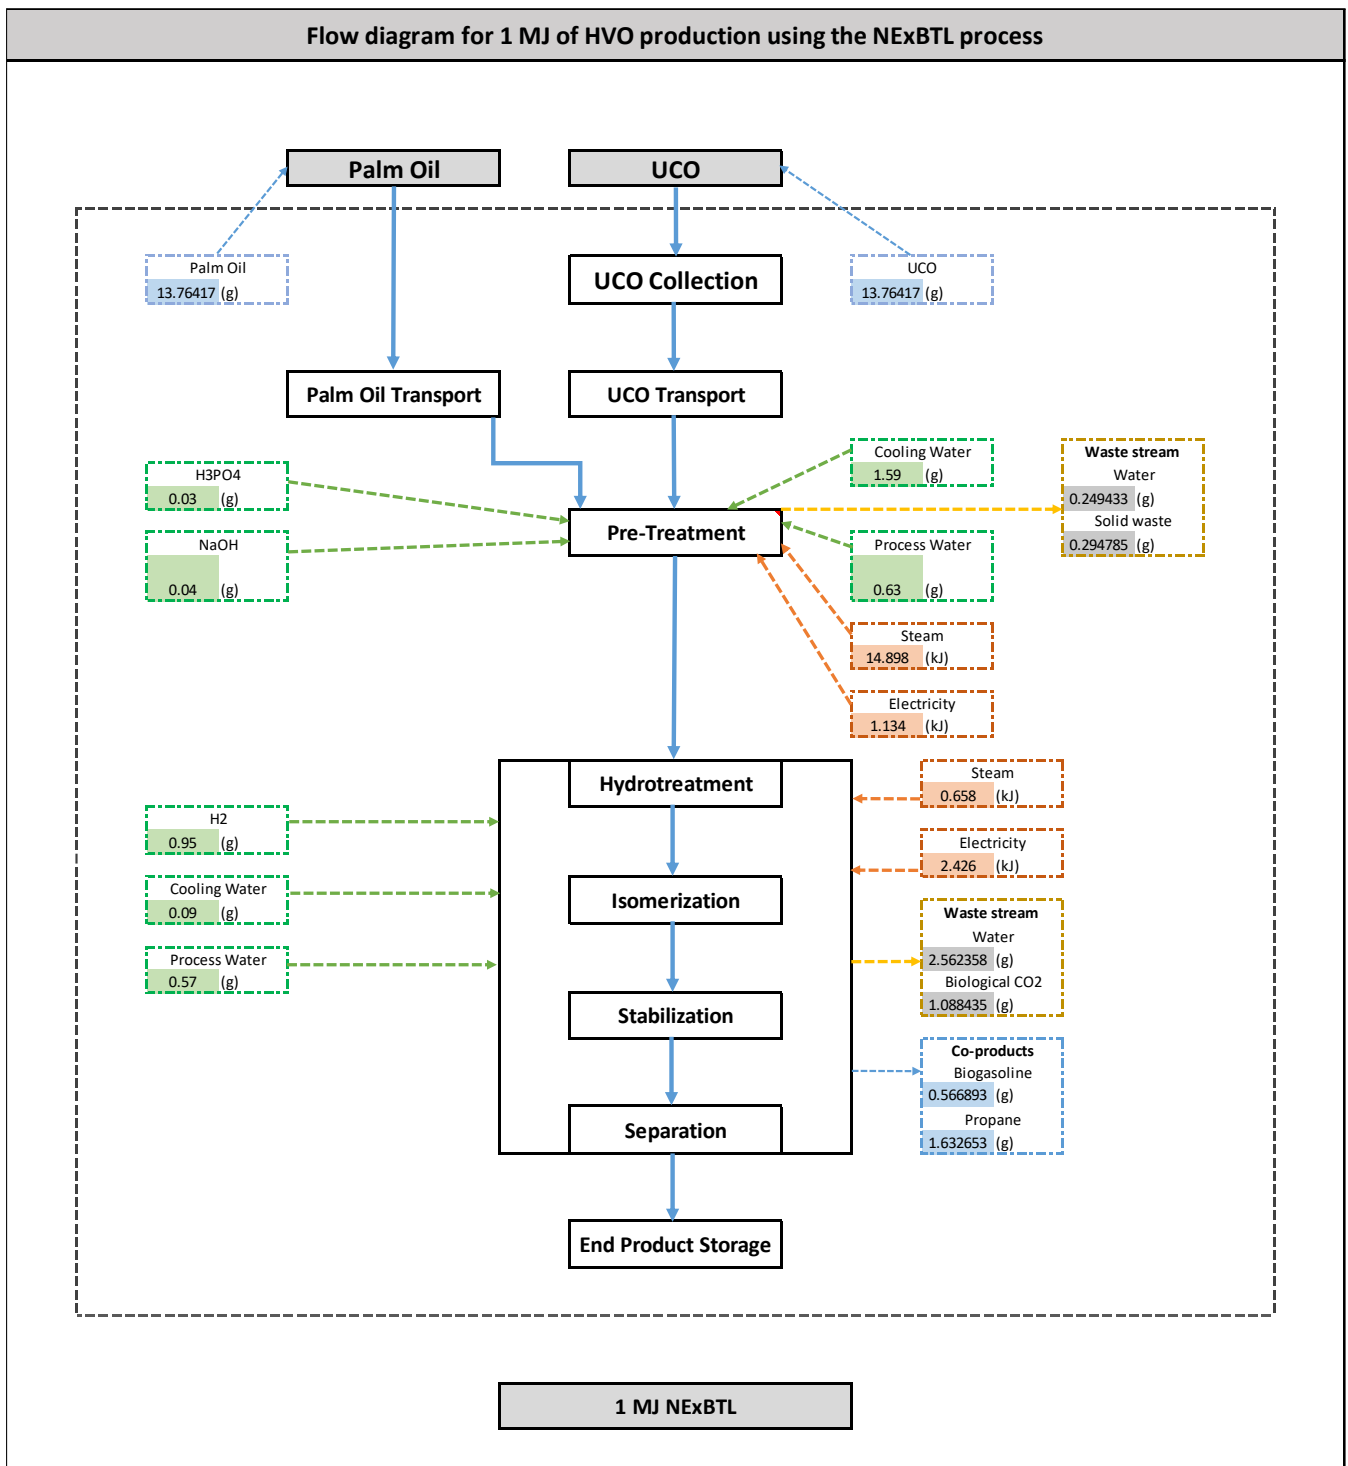 Flow diagram for 1 MJ of HVO production using the NExBTL process
Palm Oil
UCO
Palm Oil
13.76417 (g)
UCO Collection
UCO
13.76417 (g)
Palm Oil Transport
UCO Transport
H3PO4
0.03 (g)
Cooling Water
1.59 (g)
Waste stream
Water
0.249433 (g)
Solid waste
0.294785 (g)
Pre-Treatment
NaOH
0.04 (g)
Process Water
0.63 (g)
Steam
14.898 (kJ)
Electricity
1.134 (kJ)
Hydrotreatment
Steam
0.658 (kJ)
H2
0.95 (g)
Electricity
2.426 (kJ)
Cooling Water
0.09 (g)
Isomerization
Waste stream
Water
2.562358 (g)
Biological CO2
1.088435 (g)
Process Water
0.57 (g)
Stabilization
Co-products
Biogasoline
0.566893 (g)
Propane
1.632653 (g)
Separation
End Product Storage
1 MJ NExBTL